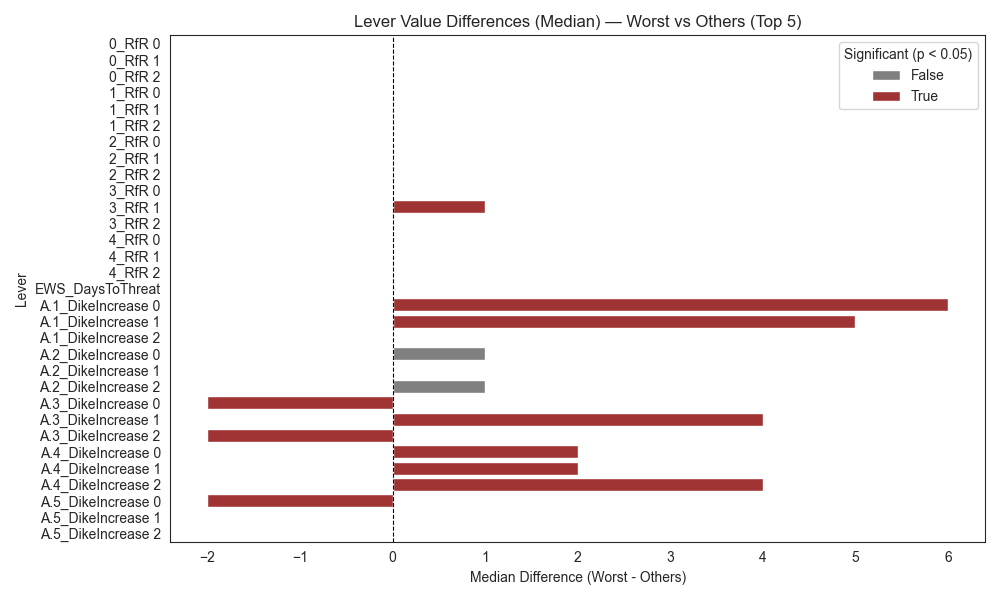 Lever Value Differences (Median) — Worst vs Others (Top 5)
Significant (p < 0.05)
False
True
Lever
0_RfR 0
0_RfR 1
0_RfR 2
1_RfR 0
1_RfR 1
1_RfR 2
2_RfR 0
2_RfR 1
2_RfR 2
3_RfR 0
3_RfR 1
3_RfR 2
4_RfR 0
4_RfR 1
4_RfR 2
EWS_DaysToThreat
A.1_DikeIncrease 0
A.1_DikeIncrease 1
A.1_DikeIncrease 2
A.2_DikeIncrease 0
A.2_DikeIncrease 1
A.2_DikeIncrease 2
A.3_DikeIncrease 0
A.3_DikeIncrease 1
A.3_DikeIncrease 2
A.4_DikeIncrease 0
A.4_DikeIncrease 1
A.4_DikeIncrease 2
A.5_DikeIncrease 0
A.5_DikeIncrease 1
A.5_DikeIncrease 2
−2 −1 0 1 2 3 4 5 6
Median Difference (Worst - Others)